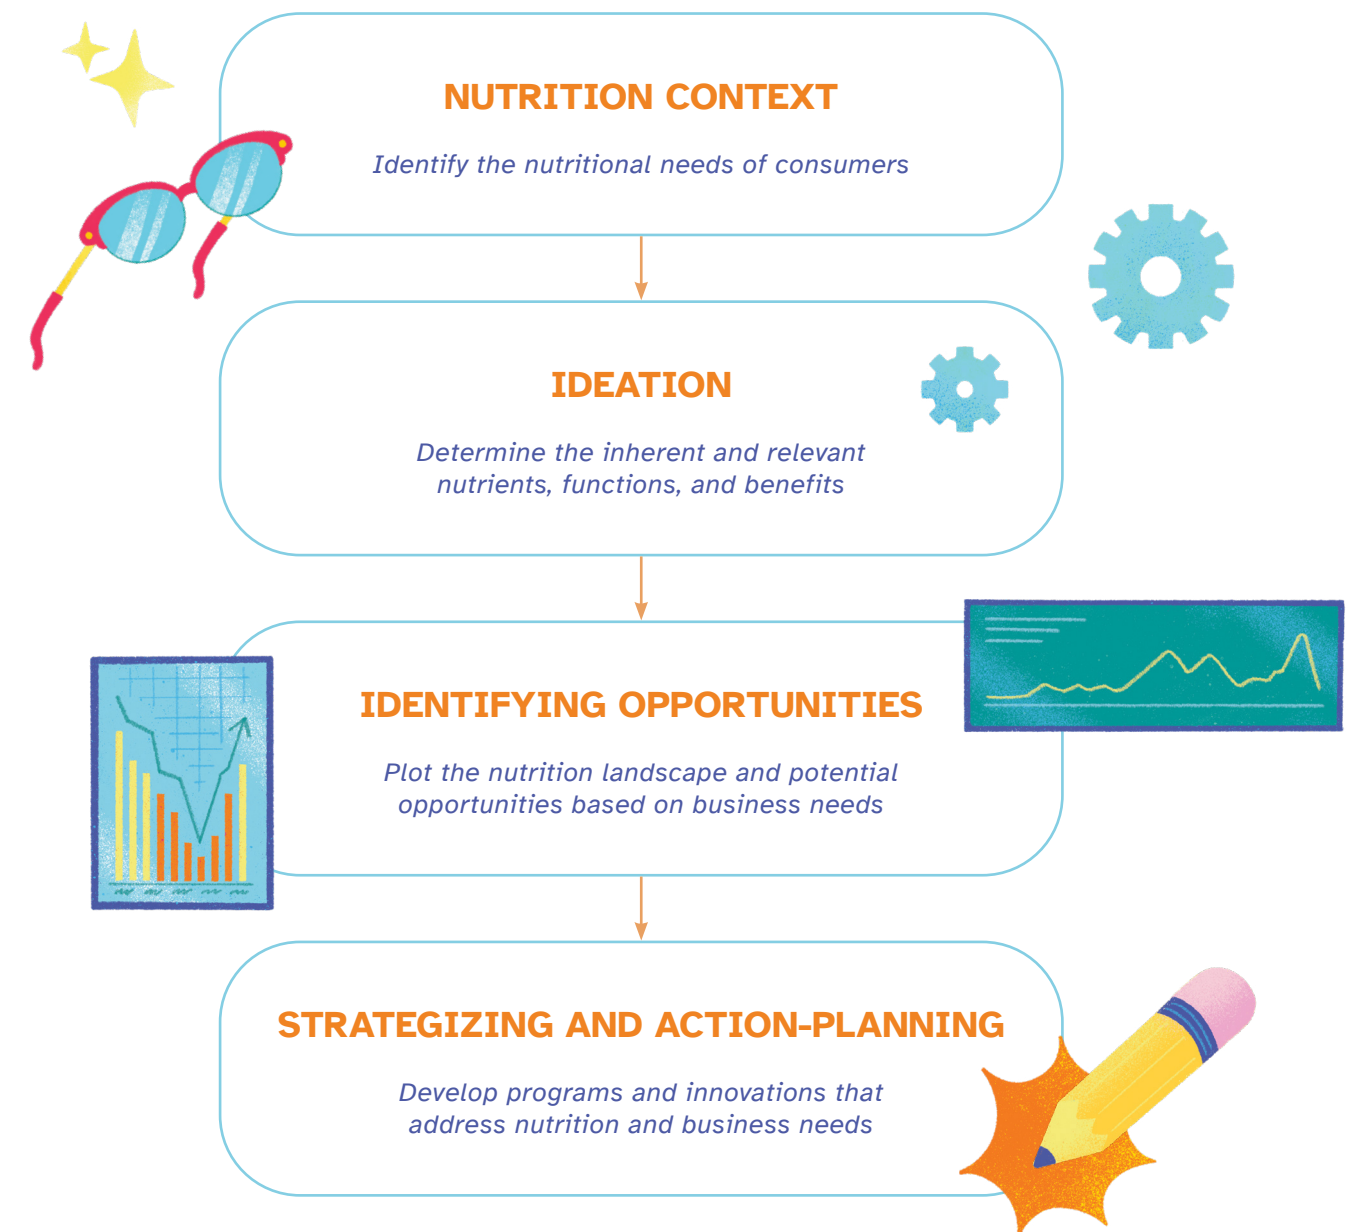 NUTRITION CONTEXT
Identify the nutritional needs of consumers
IDEATION
Determine the inherent and relevant
nutrients, functions, and benefits
IDENTIFYING OPPORTUNITIES
Plot the nutrition landscape and potential
opportunities based on business needs
STRATEGIZING AND ACTION-PLANNING
Develop programs and innovations that
address nutrition and business needs